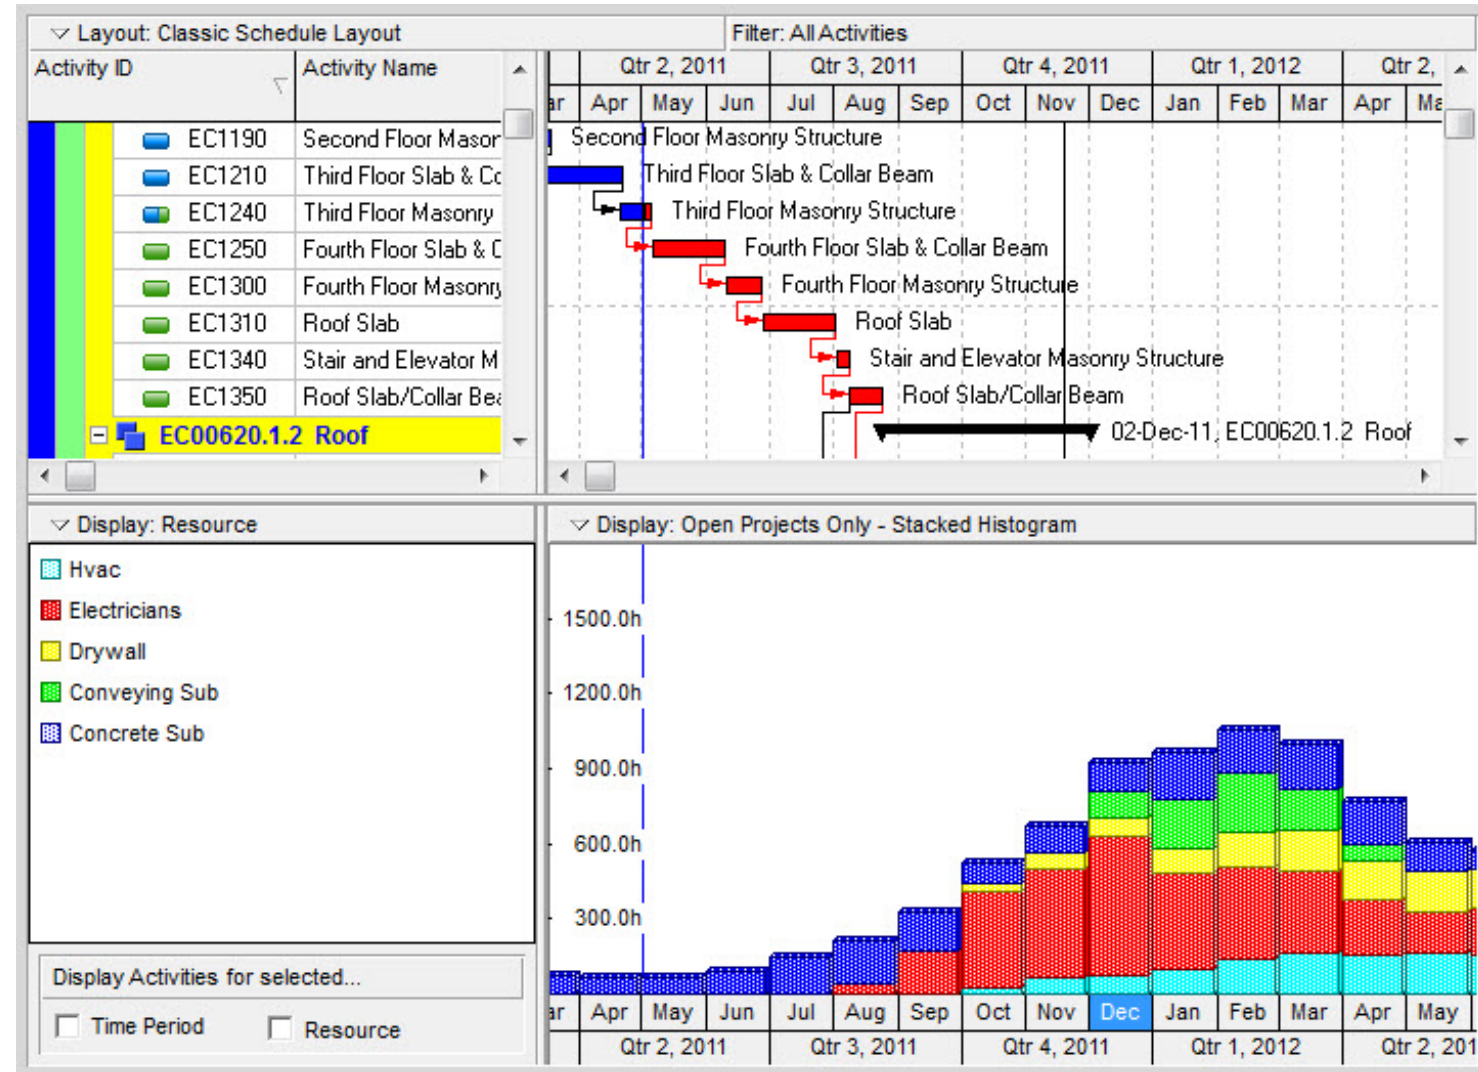 Layout: Classic Schedule Layout
Filter: All Activities
Activity ID
Activity Name
Qtr 2, 2011
Qtr 3, 2011
Qtr 4, 2011
Qtr 1, 2012
Qtr 2,
ar Apr May Jun Jul Aug Sep Oct Nov Dec Jan Feb Mar Apr Ma
EC1190 Second Floor Mason Second Floor Masonry Structure
EC1210 Third Floor Slab & Co Third Floor Slab & Collar Beam
EC1240 Third Floor Masonry Third Floor Masonry Structure
EC1250 Fourth Floor Slab & C Fourth Floor Slab & Collar Beam
EC1300 Fourth Floor Masonry Fourth Floor Masonry Structure
EC1310 Roof Slab Roof Slab
EC1340 Stair and Elevator M Stair and Elevator Masonry Structure
EC1350 Roof Slab/Collar Bea Roof Slab/Collar Beam
EC00620.1.2 Roof 02-Dec-11, EC00620.1.2 Roof
Display: Resource
Display: Open Projects Only - Stacked Histogram
Hvac
Electricians
Drywall
Conveying Sub
Concrete Sub
1500.0h
1200.0h
900.0h
600.0h
300.0h
Display Activities for selected...
Time Period
Resource
ar Apr May Jun Jul Aug Sep Oct Nov Dec Jan Feb Mar Apr May
Qtr 2, 2011
Qtr 3, 2011
Qtr 4, 2011
Qtr 1, 2012
Qtr 2, 201